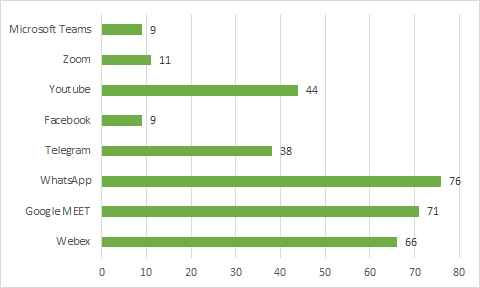 Microsoft Teams 9
Zoom 11
Youtube 44
Facebook 9
Telegram 38
WhatsApp 76
Google MEET 71
Webex 66
0 10 20 30 40 50 60 70 80